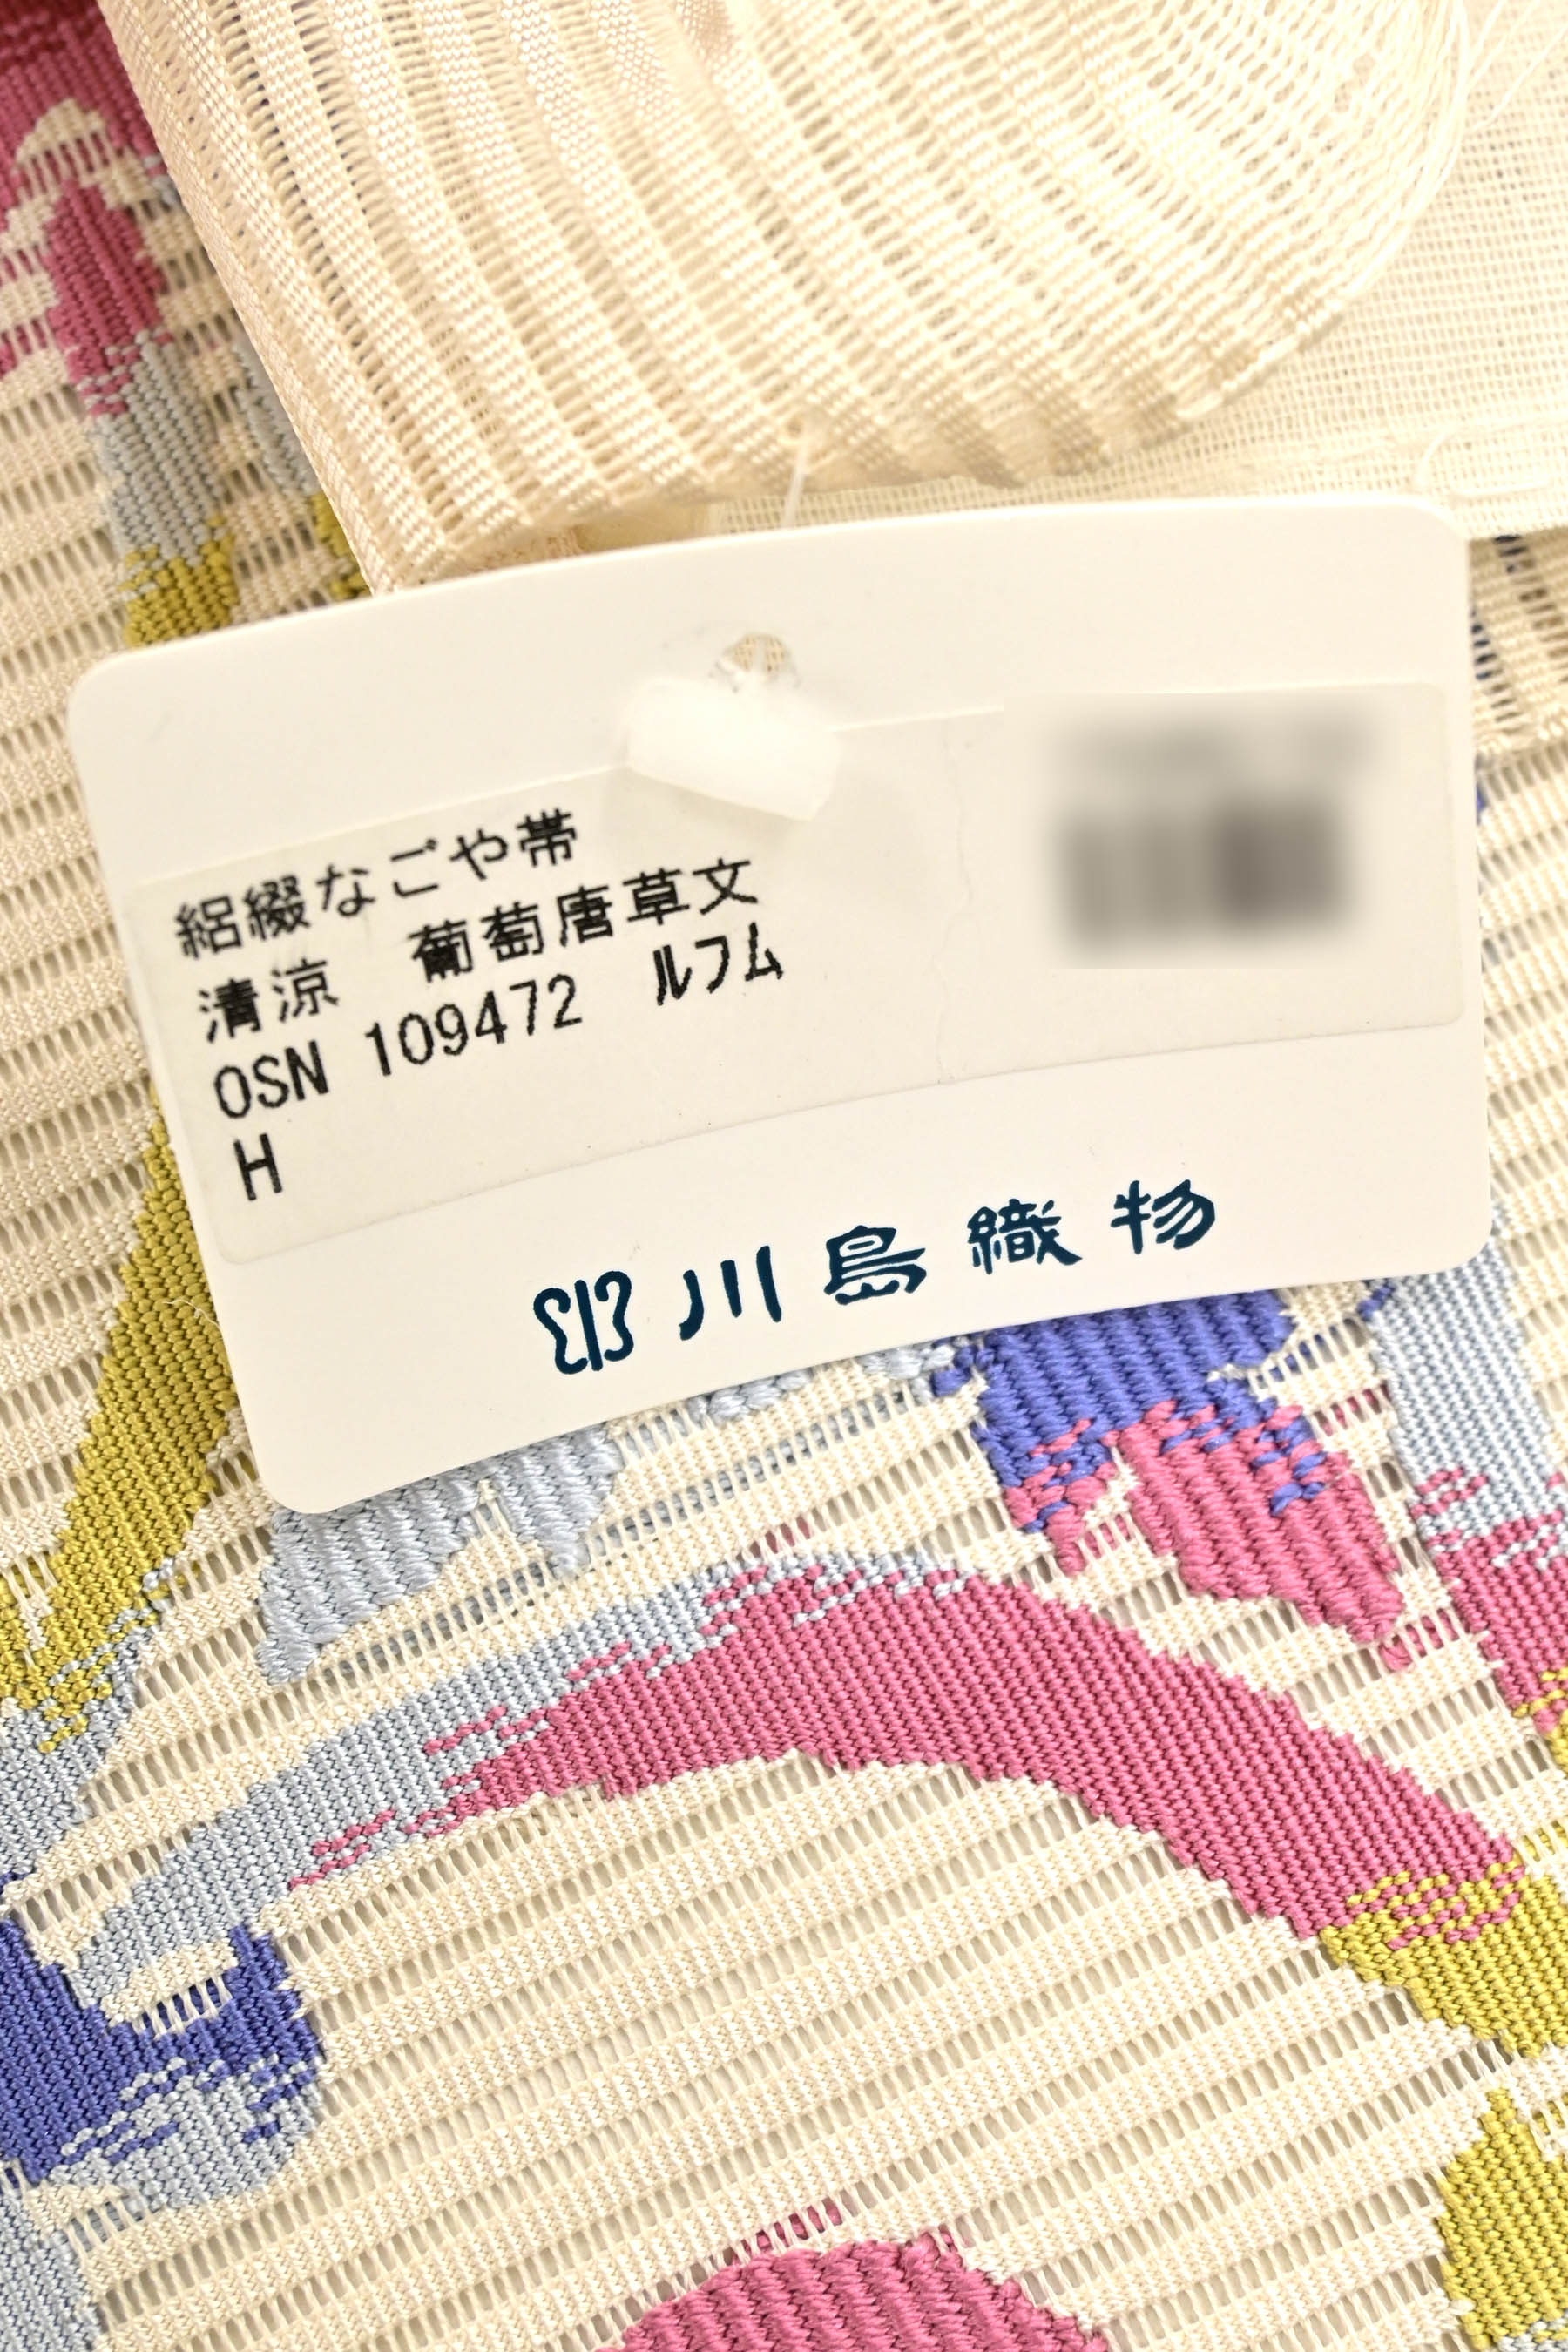 絽綴なごや帯
清涼　葡萄唐草文
OSN 109472 ﾙﾌﾑ
H
川島織物